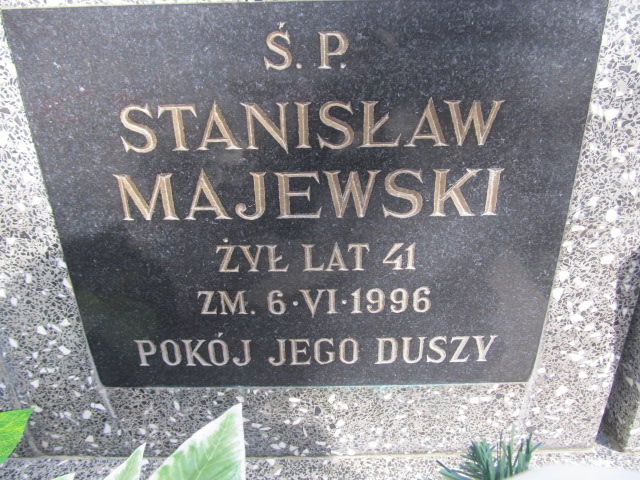 Ś. P.
STANISŁAW
MAJEWSKI
ŻYŁ LAT 41
ZM. 6·VI·1996
POKÓJ JEGO DUSZY